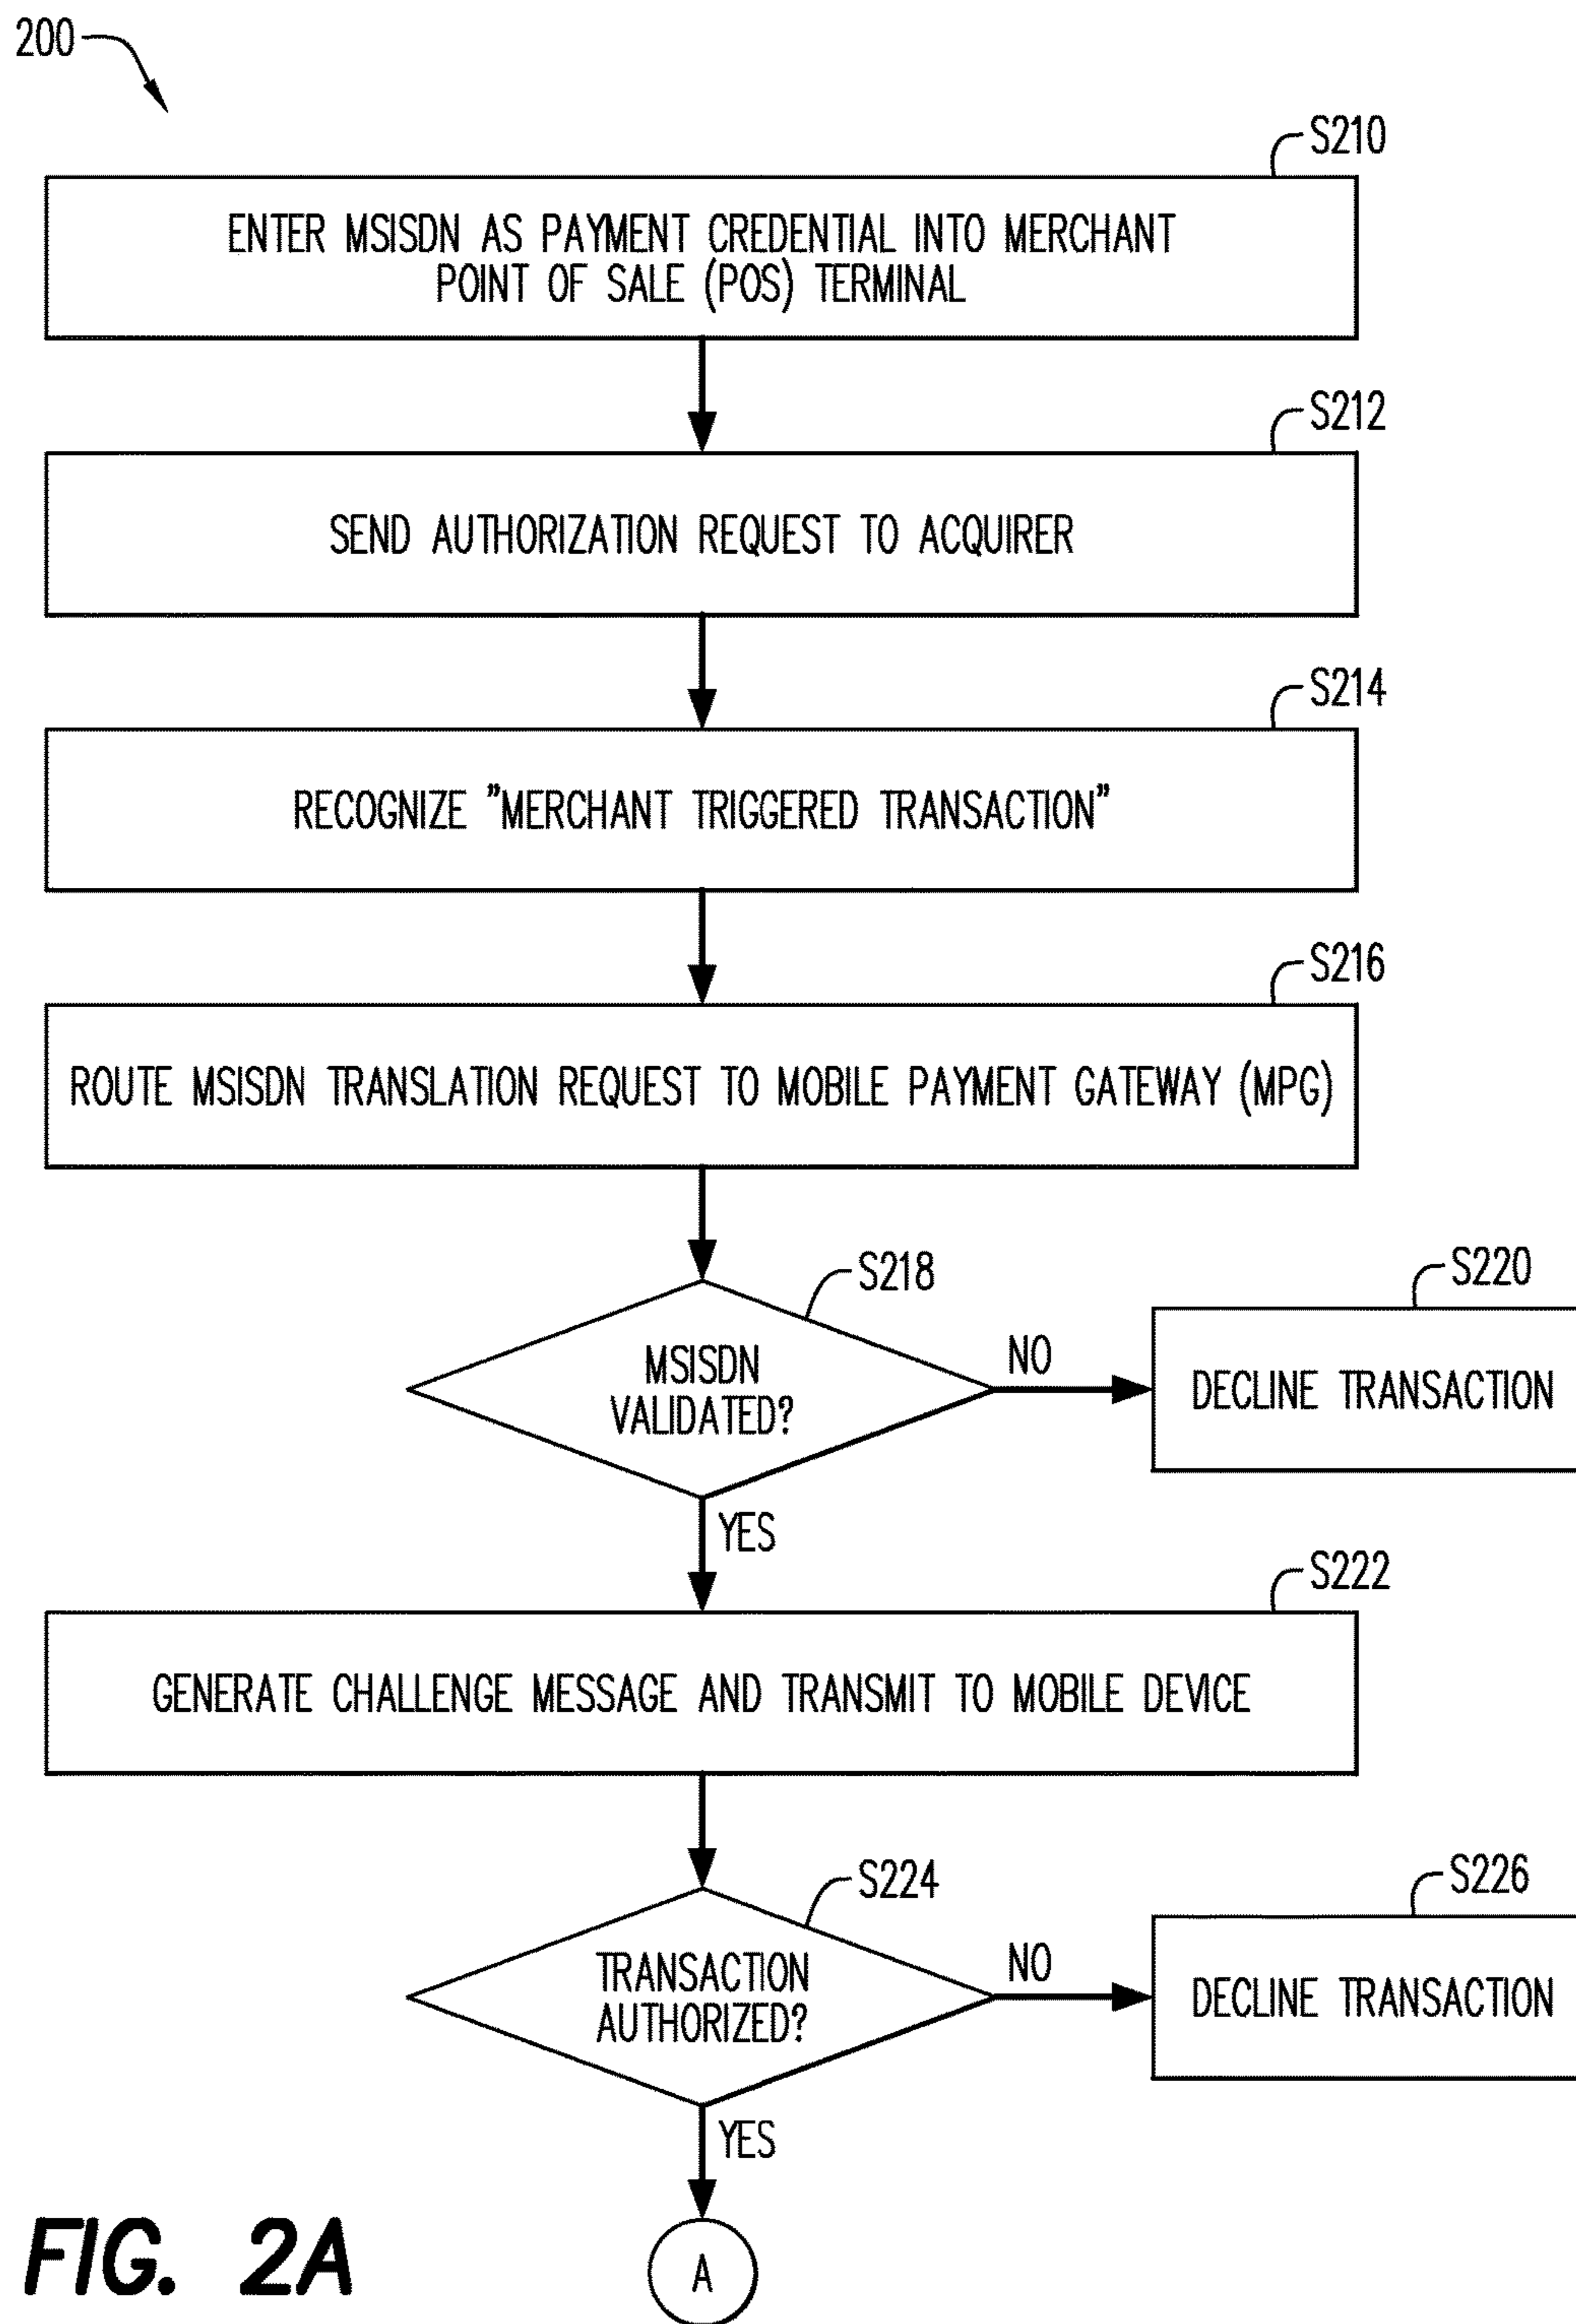 200
S210
ENTER MSISDN AS PAYMENT CREDENTIAL INTO MERCHANT
POINT OF SALE (POS) TERMINAL
S212
SEND AUTHORIZATION REQUEST TO ACQUIRER
S214
RECOGNIZE "MERCHANT TRIGGERED TRANSACTION"
S216
ROUTE MSISDN TRANSLATION REQUEST TO MOBILE PAYMENT GATEWAY (MPG)
S218
MSISDN
VALIDATED?
NO
S220
DECLINE TRANSACTION
YES
S222
GENERATE CHALLENGE MESSAGE AND TRANSMIT TO MOBILE DEVICE
S224
TRANSACTION
AUTHORIZED?
NO
S226
DECLINE TRANSACTION
YES
A
FIG. 2A